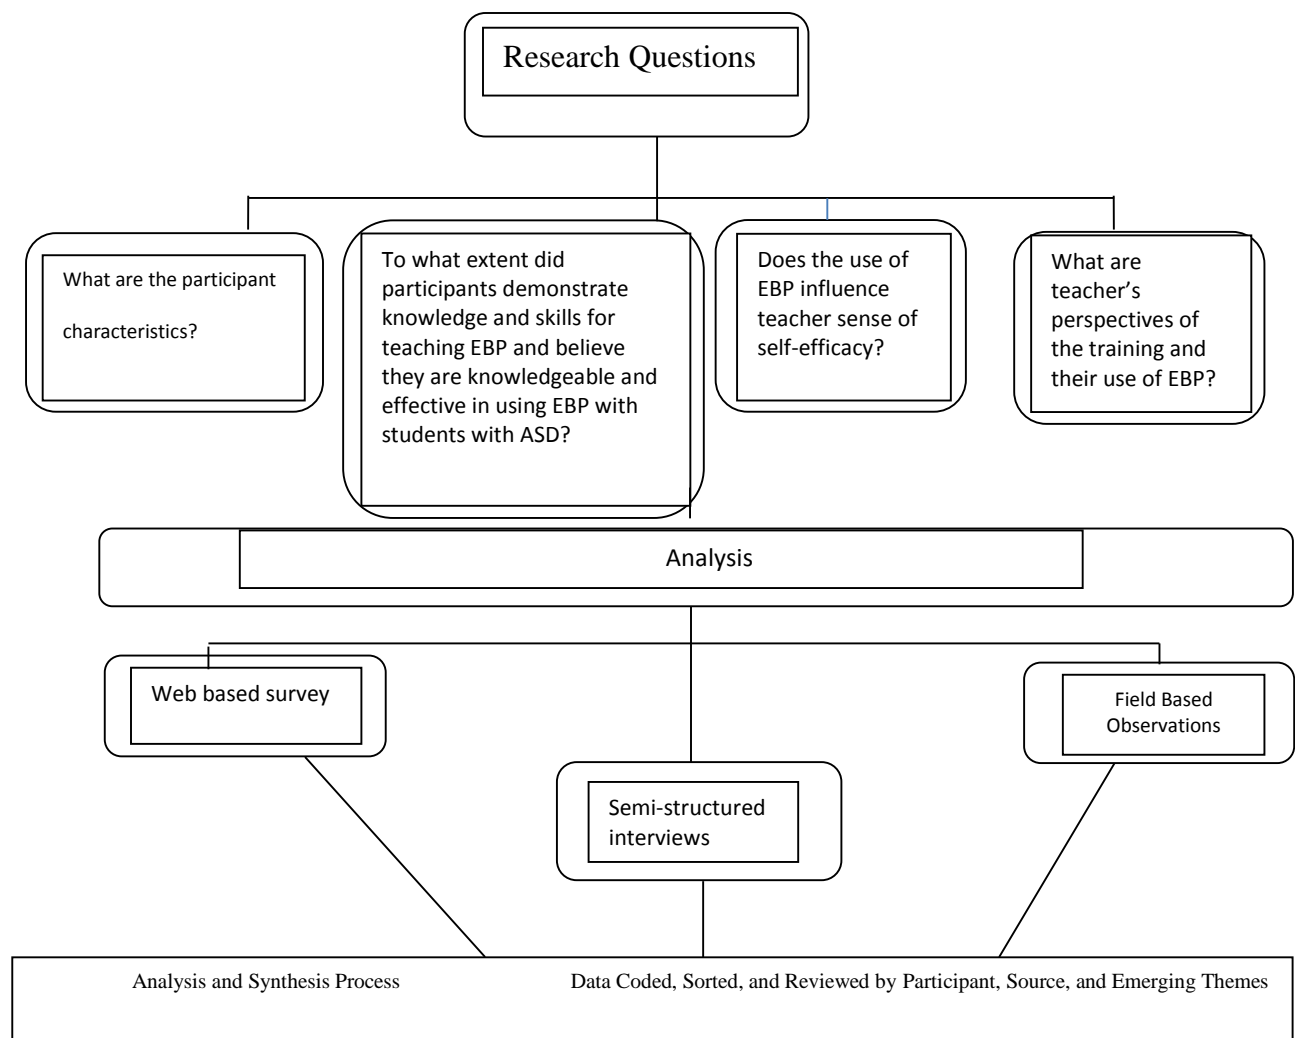 Research Questions
What are the participant
characteristics?
To what extent did
participants demonstrate
knowledge and skills for
teaching EBP and believe
they are knowledgeable and
effective in using EBP with
students with ASD?
Does the use of
EBP influence
teacher sense of
self-efficacy?
What are
teacher’s
perspectives of
the training and
their use of EBP?
Analysis
Web based survey
Semi-structured
interviews
Field Based
Observations
Analysis and Synthesis Process
Data Coded, Sorted, and Reviewed by Participant, Source, and Emerging Themes